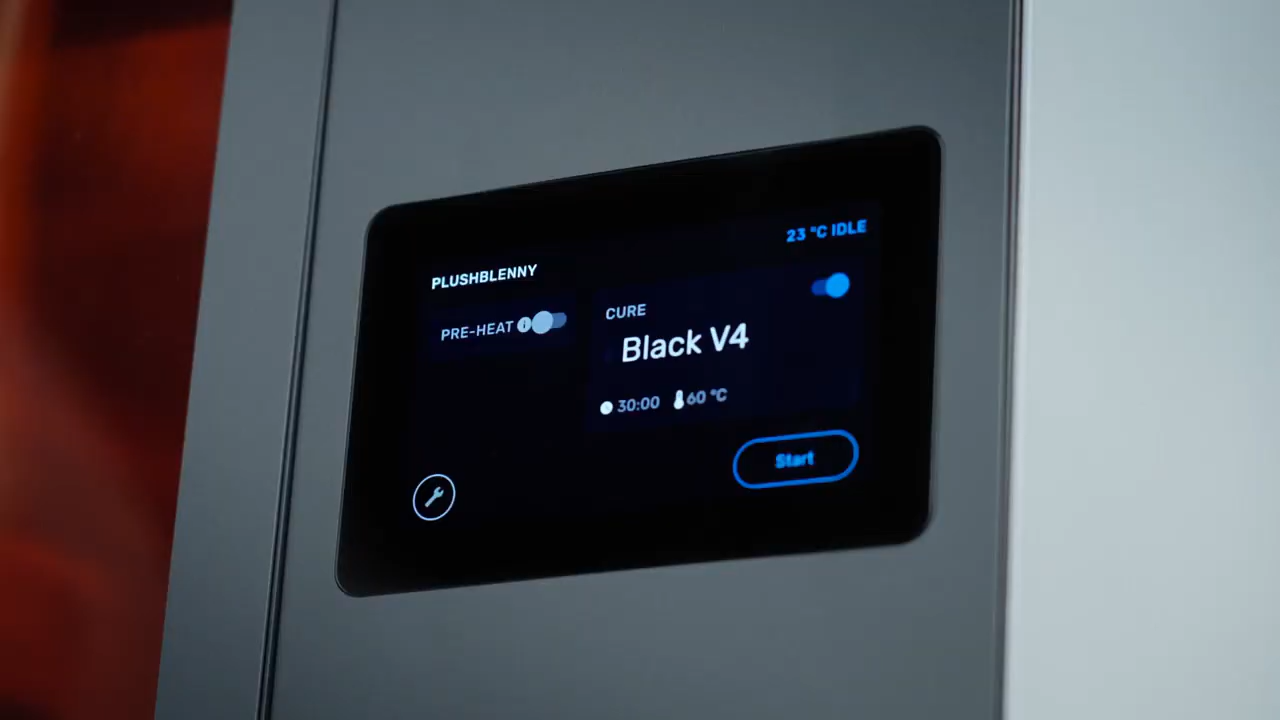 23 °C IDLE
PLUSHBLENNY
PRE-HEAT
CURE
Black V4
30:00 60 °C
Start